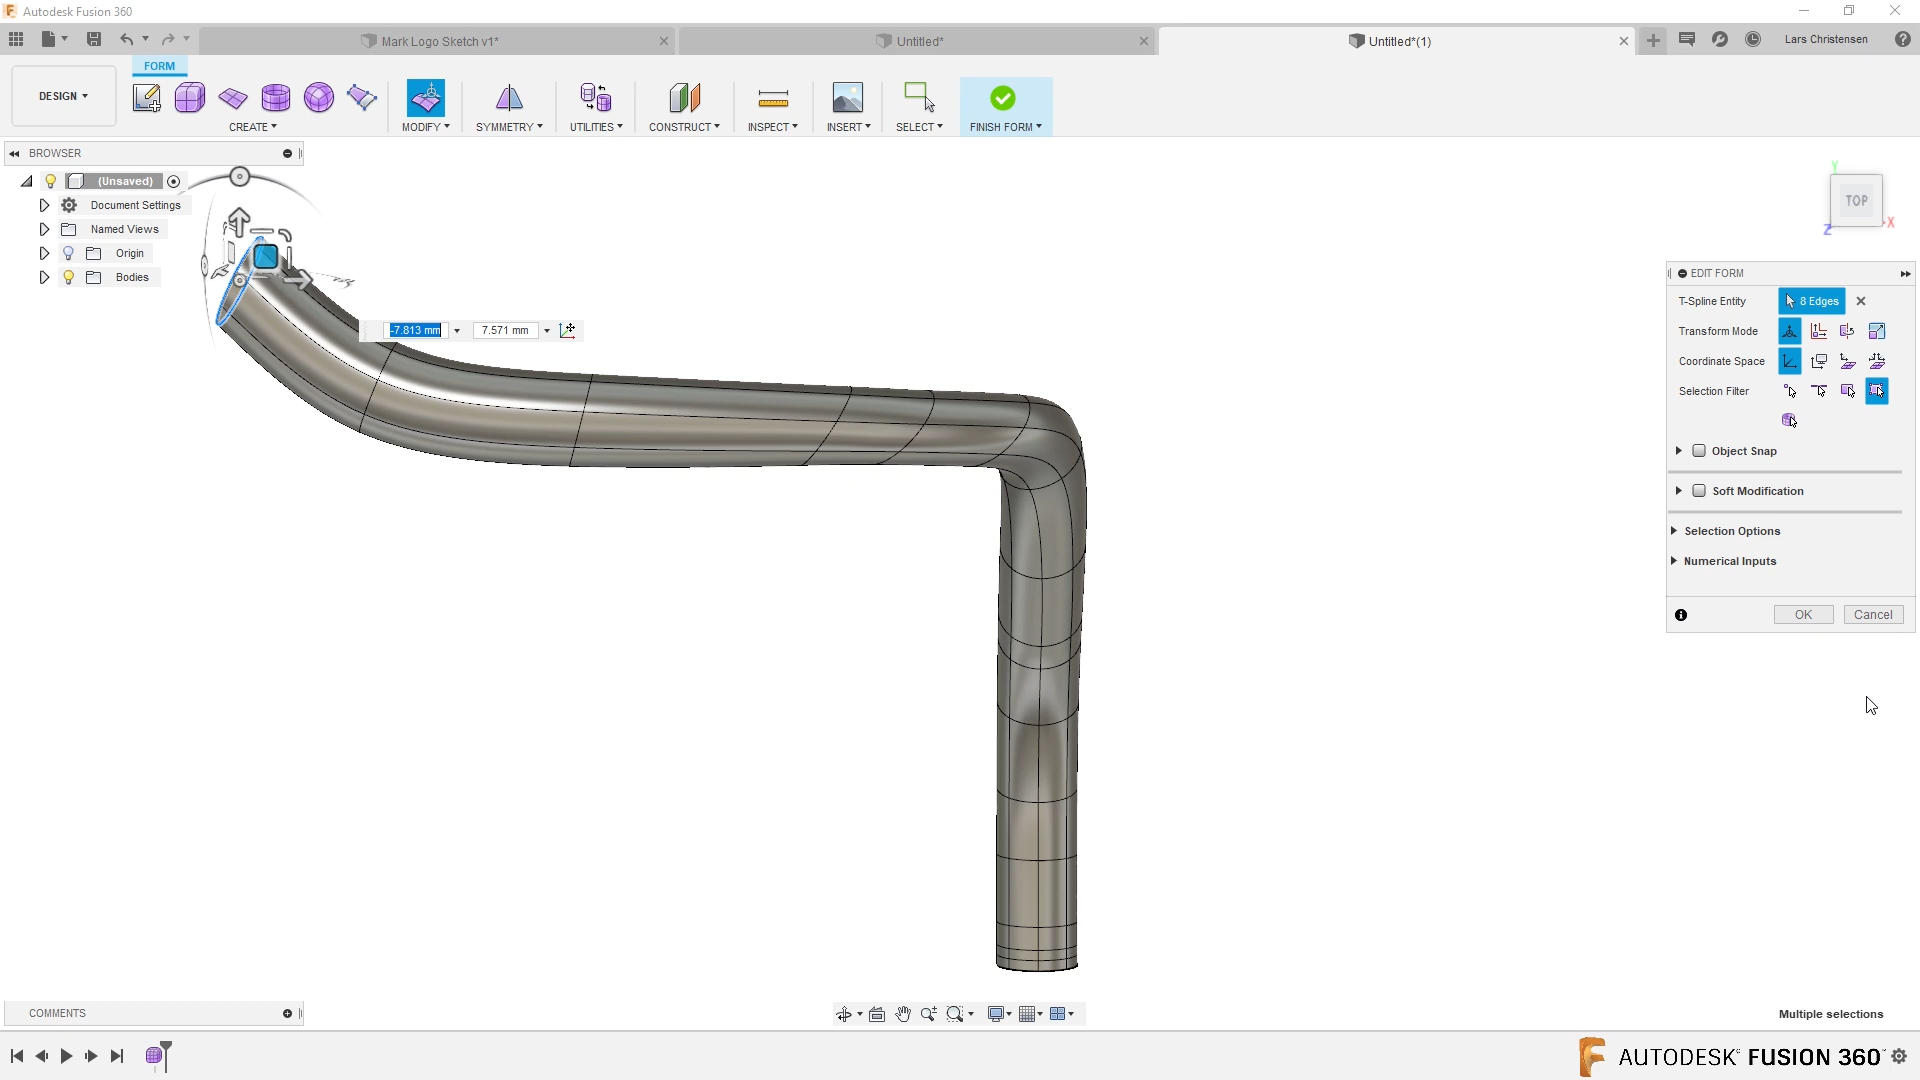 Autodesk Fusion 360
Mark Logo Sketch v1*
Untitled*
Untitled*(1)
Lars Christensen
FORM
DESIGN
CREATE
MODIFY
SYMMETRY
UTILITIES
CONSTRUCT
INSPECT
INSERT
SELECT
FINISH FORM
BROWSER
(Unsaved)
Document Settings
Named Views
Origin
Bodies
-7.813 mm
7.571 mm
Y
TOP
Z
X
EDIT FORM
T-Spline Entity
8 Edges
Transform Mode
Coordinate Space
Selection Filter
Object Snap
Soft Modification
Selection Options
Numerical Inputs
OK
Cancel
COMMENTS
Multiple selections
AUTODESK FUSION 360